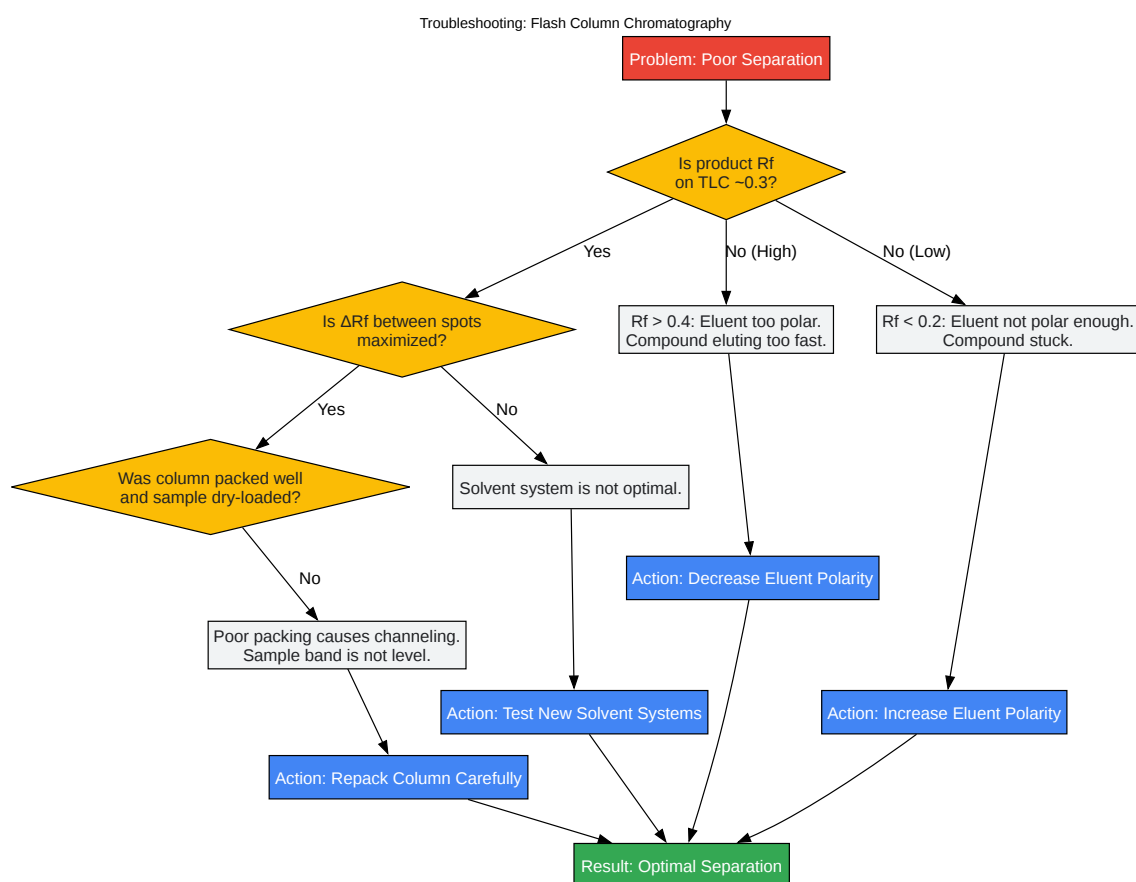 Troubleshooting: Flash Column Chromatography
Problem: Poor Separation
Is product Rf
on TLC ~0.3?
Yes
No (High)
No (Low)
Is ΔRf between spots
maximized?
Rf > 0.4: Eluent too polar.
Compound eluting too fast.
Rf < 0.2: Eluent not polar enough.
Compound stuck.
Yes
No
Was column packed well
and sample dry-loaded?
Solvent system is not optimal.
Action: Decrease Eluent Polarity
No
Poor packing causes channeling.
Sample band is not level.
Action: Test New Solvent Systems
Action: Increase Eluent Polarity
Action: Repack Column Carefully
Result: Optimal Separation